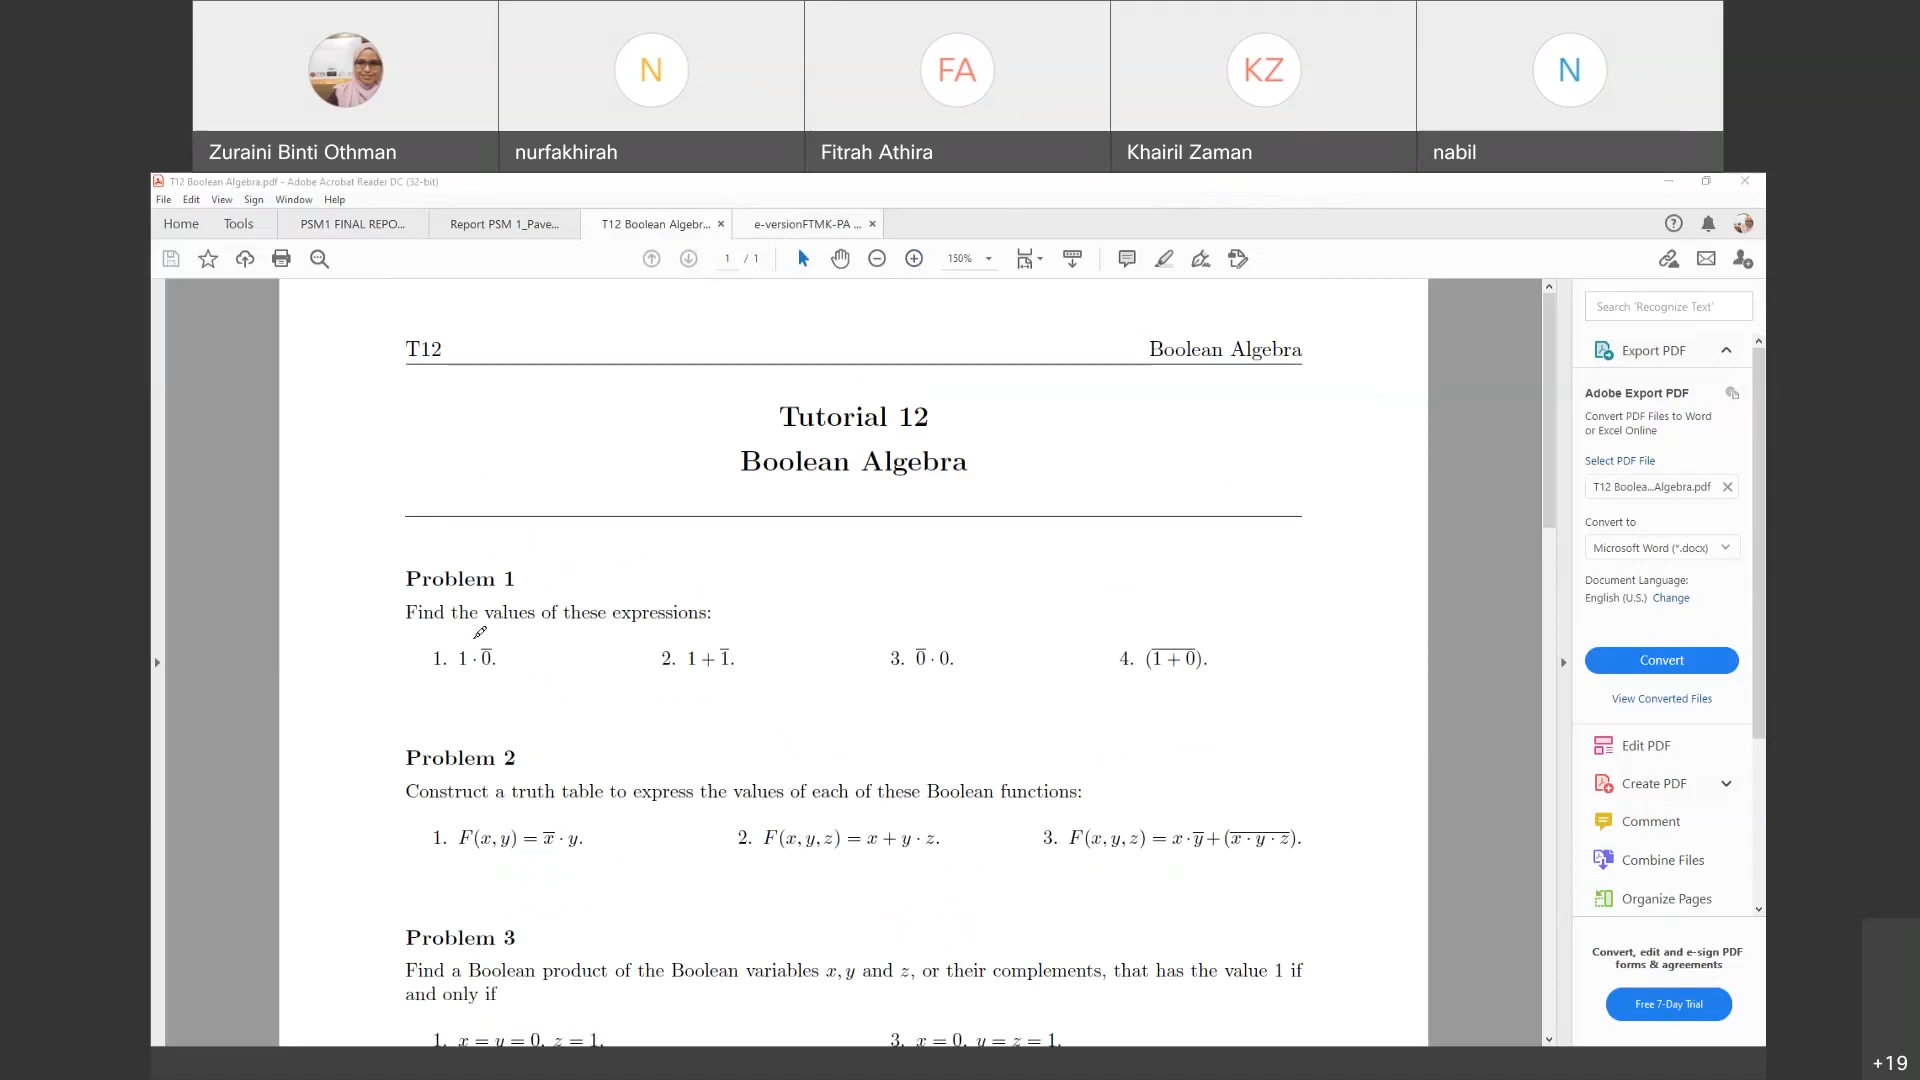 N
FA
KZ
N
Zuraini Binti Othman
nurfakhirah
Fitrah Athira
Khairil Zaman
nabil
T12 Boolean Algebra.pdf - Adobe Acrobat Reader DC (32-bit)
File Edit View Sign Window Help
Home Tools PSM1 FINAL REPO... Report PSM 1_Pave... T12 Boolean Algebr... × e-versionFTMK-PA ... ×
1 / 1 150%
T12 Boolean Algebra
Tutorial 12
Boolean Algebra
Problem 1
Find the values of these expressions:
1. 1 · 0̅. 2. 1 + 1̅. 3. 0̅ · 0. 4. (1̅ ̅+̅ ̅0̅).
Problem 2
Construct a truth table to express the values of each of these Boolean functions:
1. F(x, y) = x̅ · y. 2. F(x, y, z) = x + y · z. 3. F(x, y, z) = x · y̅ + (x̅ ̅·̅ ̅y̅ ̅·̅ ̅z̅).
Problem 3
Find a Boolean product of the Boolean variables x, y and z, or their complements, that has the value 1 if
and only if
1. x = y = 0, z = 1. 3. x = 0, y = z = 1.
Search 'Recognize Text'
Export PDF
Adobe Export PDF
Convert PDF Files to Word
or Excel Online
Select PDF File
T12 Boolea...Algebra.pdf ×
Convert to
Microsoft Word (*.docx)
Document Language:
English (U.S.) Change
Convert
View Converted Files
Edit PDF
Create PDF
Comment
Combine Files
Organize Pages
Convert, edit and e-sign PDF
forms & agreements
Free 7-Day Trial
+19